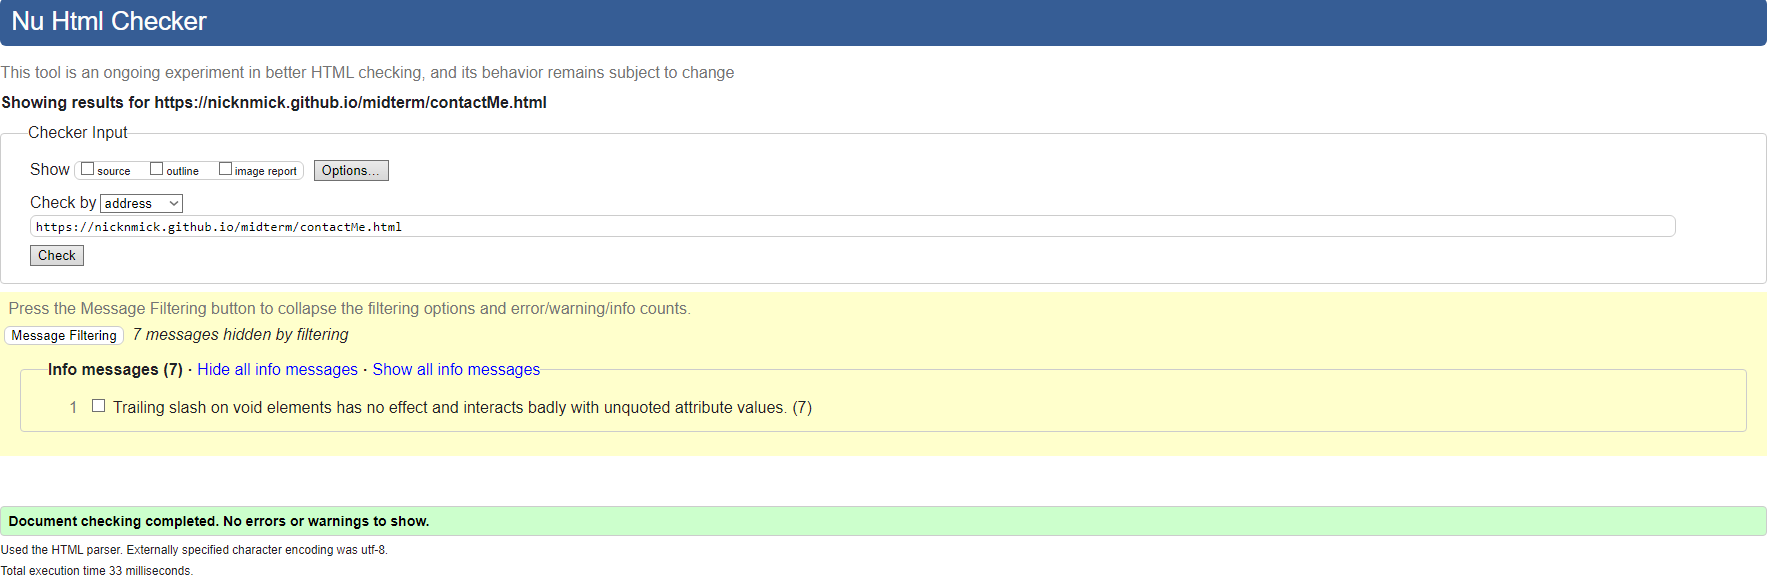 Nu Html Checker
This tool is an ongoing experiment in better HTML checking, and its behavior remains subject to change
Showing results for https://nicknmick.github.io/midterm/contactMe.html
Checker Input
Show source outline image report Options...
Check by address
https://nicknmick.github.io/midterm/contactMe.html
Check
Press the Message Filtering button to collapse the filtering options and error/warning/info counts.
Message Filtering 7 messages hidden by filtering
Info messages (7) · Hide all info messages · Show all info messages
1 Trailing slash on void elements has no effect and interacts badly with unquoted attribute values. (7)
Document checking completed. No errors or warnings to show.
Used the HTML parser. Externally specified character encoding was utf-8.
Total execution time 33 milliseconds.